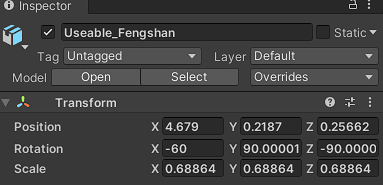 Inspector
Useable_Fengshan Static
Tag Untagged Layer Default
Model Open Select Overrides
Transform
Position X 4.679 Y 0.2187 Z 0.25662
Rotation X -60 Y 90.00001 Z -90.0000
Scale X 0.68864 Y 0.68864 Z 0.68864